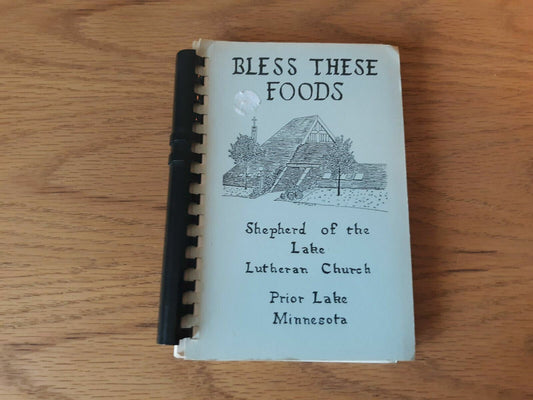 BLESS THESE
FOODS
Shepherd of the
Lake
Lutheran Church
Prior Lake
Minnesota